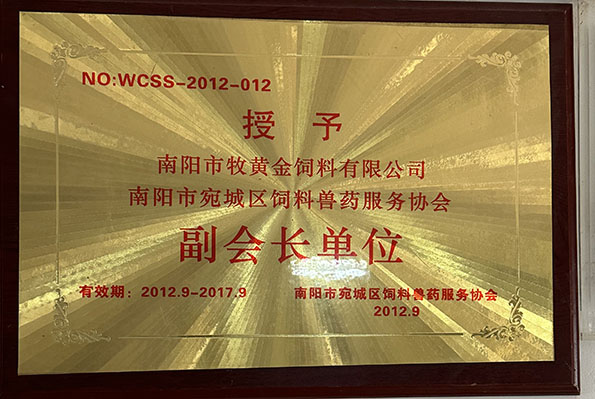 NO:WCSS-2012-012
授 予
南阳市牧黄金饲料有限公司
南阳市宛城区饲料兽药服务协会
副会长单位
有效期：2012.9-2017.9
南阳市宛城区饲料兽药服务协会
2012.9